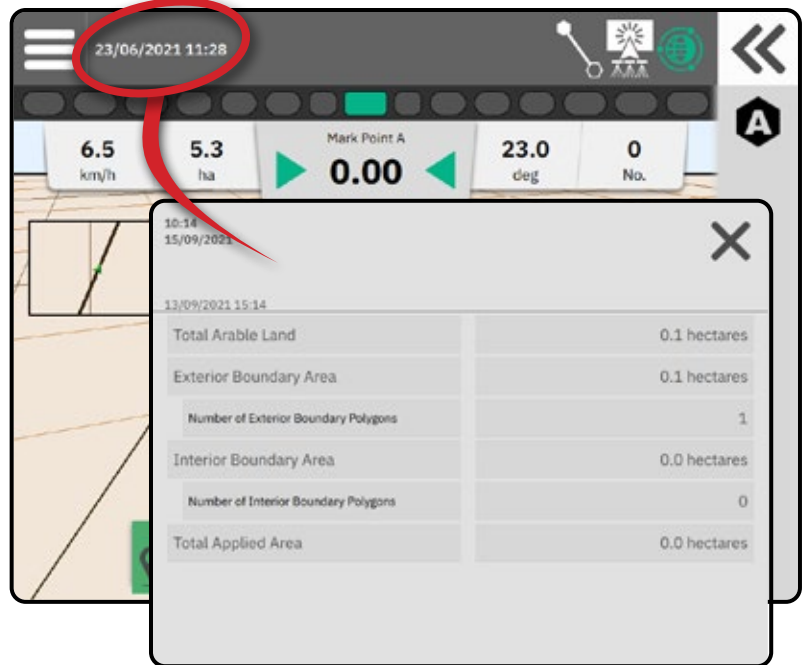 23/06/2021 11:28
A
6.5
km/h
5.3
ha
Mark Point A
0.00
23.0
deg
0
No.
10:14
15/09/2021
13/09/2021 15:14
Total Arable Land 0.1 hectares
Exterior Boundary Area 0.1 hectares
Number of Exterior Boundary Polygons 1
Interior Boundary Area 0.0 hectares
Number of Interior Boundary Polygons 0
Total Applied Area 0.0 hectares